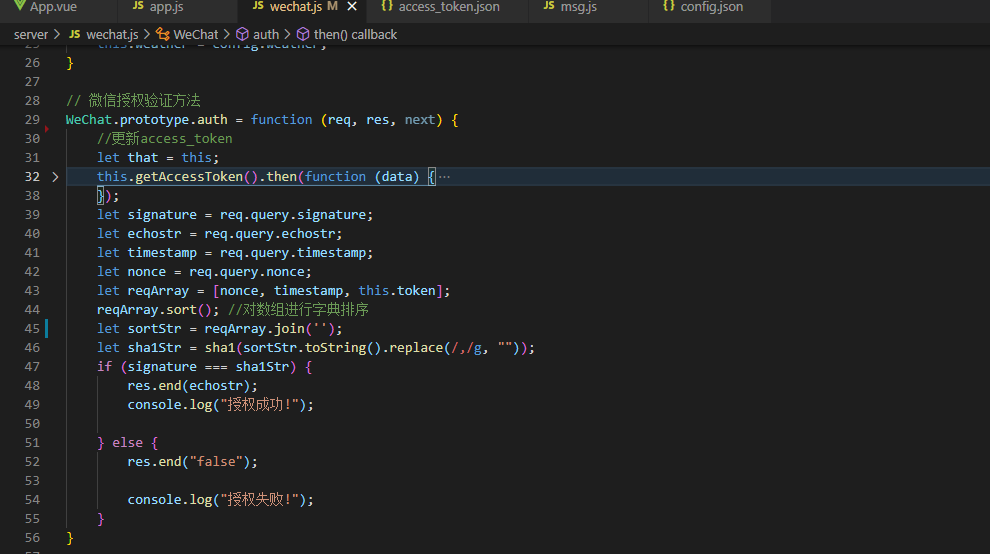 App.vue JS app.js JS wechat.js M × {} access_token.json JS msg.js {} config.json
server > JS wechat.js > WeChat > auth > then() callback
25 this.weather = config.weather;
26 }
27
28 // 微信授权验证方法
29 WeChat.prototype.auth = function (req, res, next) {
30 //更新access_token
31 let that = this;
32 > this.getAccessToken().then(function (data) { ···
38 });
39 let signature = req.query.signature;
40 let echostr = req.query.echostr;
41 let timestamp = req.query.timestamp;
42 let nonce = req.query.nonce;
43 let reqArray = [nonce, timestamp, this.token];
44 reqArray.sort(); //对数组进行字典排序
45 let sortStr = reqArray.join('');
46 let sha1Str = sha1(sortStr.toString().replace(/,/g, ""));
47 if (signature === sha1Str) {
48 res.end(echostr);
49 console.log("授权成功!");
50
51 } else {
52 res.end("false");
53
54 console.log("授权失败!");
55 }
56 }
57